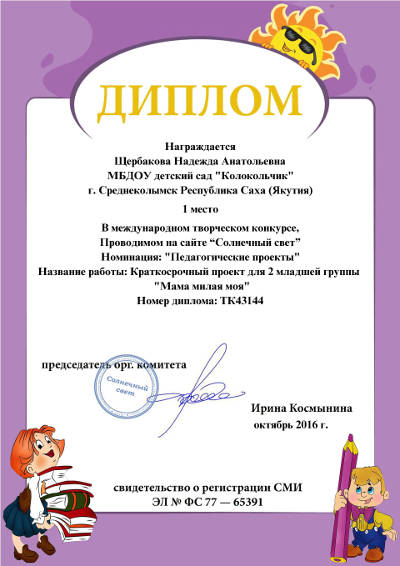 ДИПЛОМ
Награждается
Щербакова Надежда Анатольевна
МБДОУ детский сад "Колокольчик"
г. Среднеколымск Республика Саха (Якутия)
1 место
В международном творческом конкурсе,
Проводимом на сайте “Солнечный свет”
Номинация: "Педагогические проекты"
Название работы: Краткосрочный проект для 2 младшей группы
"Мама милая моя"
Номер диплома: ТК43144
председатель орг. комитета
Солнечный
свет
Ирина Космынина
октябрь 2016 г.
свидетельство о регистрации СМИ
ЭЛ № ФС 77 — 65391